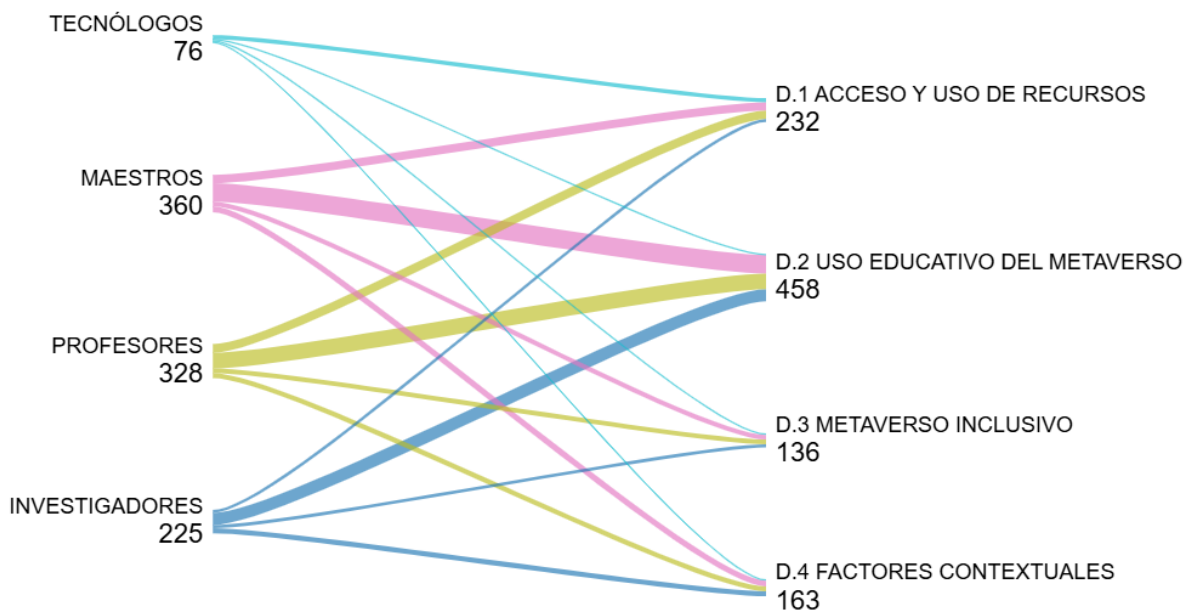 TECNÓLOGOS
76
MAESTROS
360
PROFESORES
328
INVESTIGADORES
225
D.1 ACCESO Y USO DE RECURSOS
232
D.2 USO EDUCATIVO DEL METAVERSO
458
D.3 METAVERSO INCLUSIVO
136
D.4 FACTORES CONTEXTUALES
163